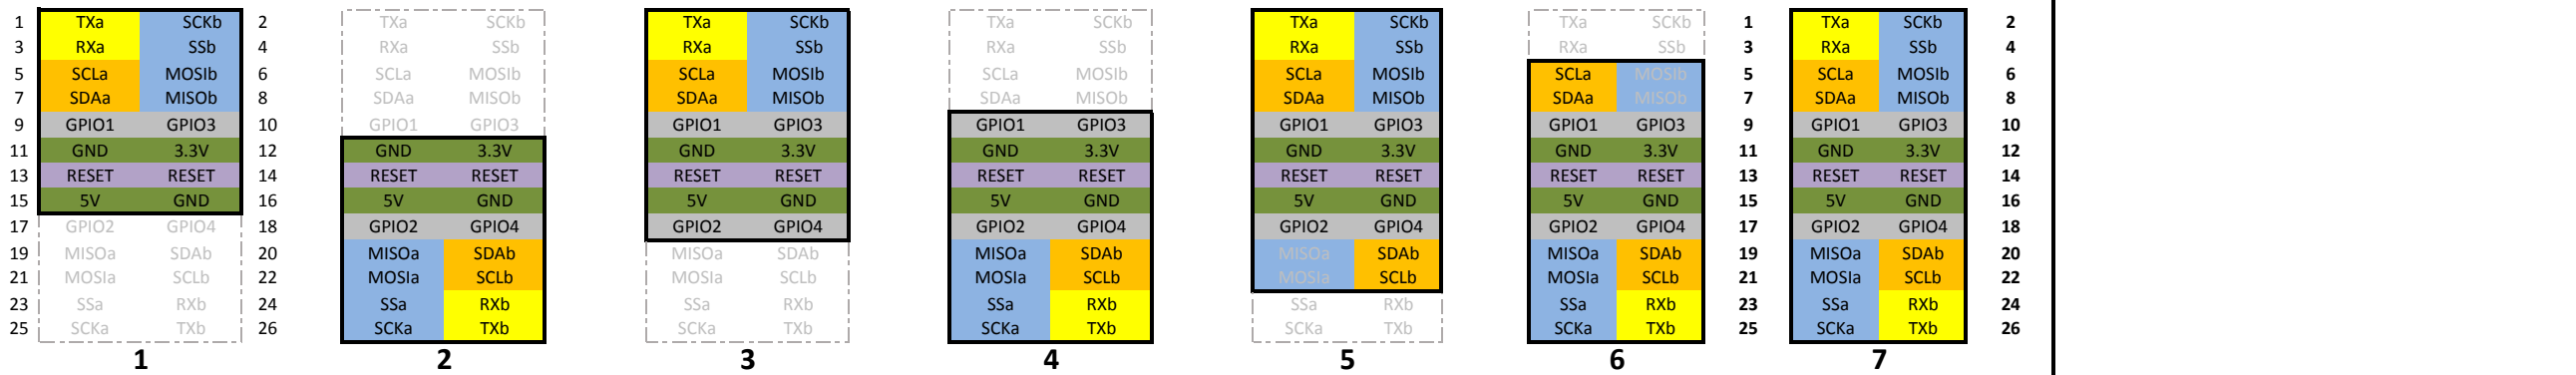 1 TXa SCKb 2 TXa SCKb TXa SCKb TXa SCKb TXa SCKb TXa SCKb 1 TXa SCKb 2
3 RXa SSb 4 RXa SSb RXa SSb RXa SSb RXa SSb RXa SSb 3 RXa SSb 4
5 SCLa MOSIb 6 SCLa MOSIb SCLa MOSIb SCLa MOSIb SCLa MOSIb SCLa MOSIb 5 SCLa MOSIb 6
7 SDAa MISOb 8 SDAa MISOb SDAa MISOb SDAa MISOb SDAa MISOb SDAa MISOb 7 SDAa MISOb 8
9 GPIO1 GPIO3 10 GPIO1 GPIO3 GPIO1 GPIO3 GPIO1 GPIO3 GPIO1 GPIO3 GPIO1 GPIO3 9 GPIO1 GPIO3 10
11 GND 3.3V 12 GND 3.3V GND 3.3V GND 3.3V GND 3.3V GND 3.3V 11 GND 3.3V 12
13 RESET RESET 14 RESET RESET RESET RESET RESET RESET RESET RESET RESET RESET 13 RESET RESET 14
15 5V GND 16 5V GND 5V GND 5V GND 5V GND 5V GND 15 5V GND 16
17 GPIO2 GPIO4 18 GPIO2 GPIO4 GPIO2 GPIO4 GPIO2 GPIO4 GPIO2 GPIO4 GPIO2 GPIO4 17 GPIO2 GPIO4 18
19 MISOa SDAb 20 MISOa SDAb MISOa SDAb MISOa SDAb MISOa SDAb MISOa SDAb 19 MISOa SDAb 20
21 MOSIa SCLb 22 MOSIa SCLb MOSIa SCLb MOSIa SCLb MOSIa SCLb MOSIa SCLb 21 MOSIa SCLb 22
23 SSa RXb 24 SSa RXb SSa RXb SSa RXb SSa RXb SSa RXb 23 SSa RXb 24
25 SCKa TXb 26 SCKa TXb SCKa TXb SCKa TXb SCKa TXb SCKa TXb 25 SCKa TXb 26
1 2 3 4 5 6 7